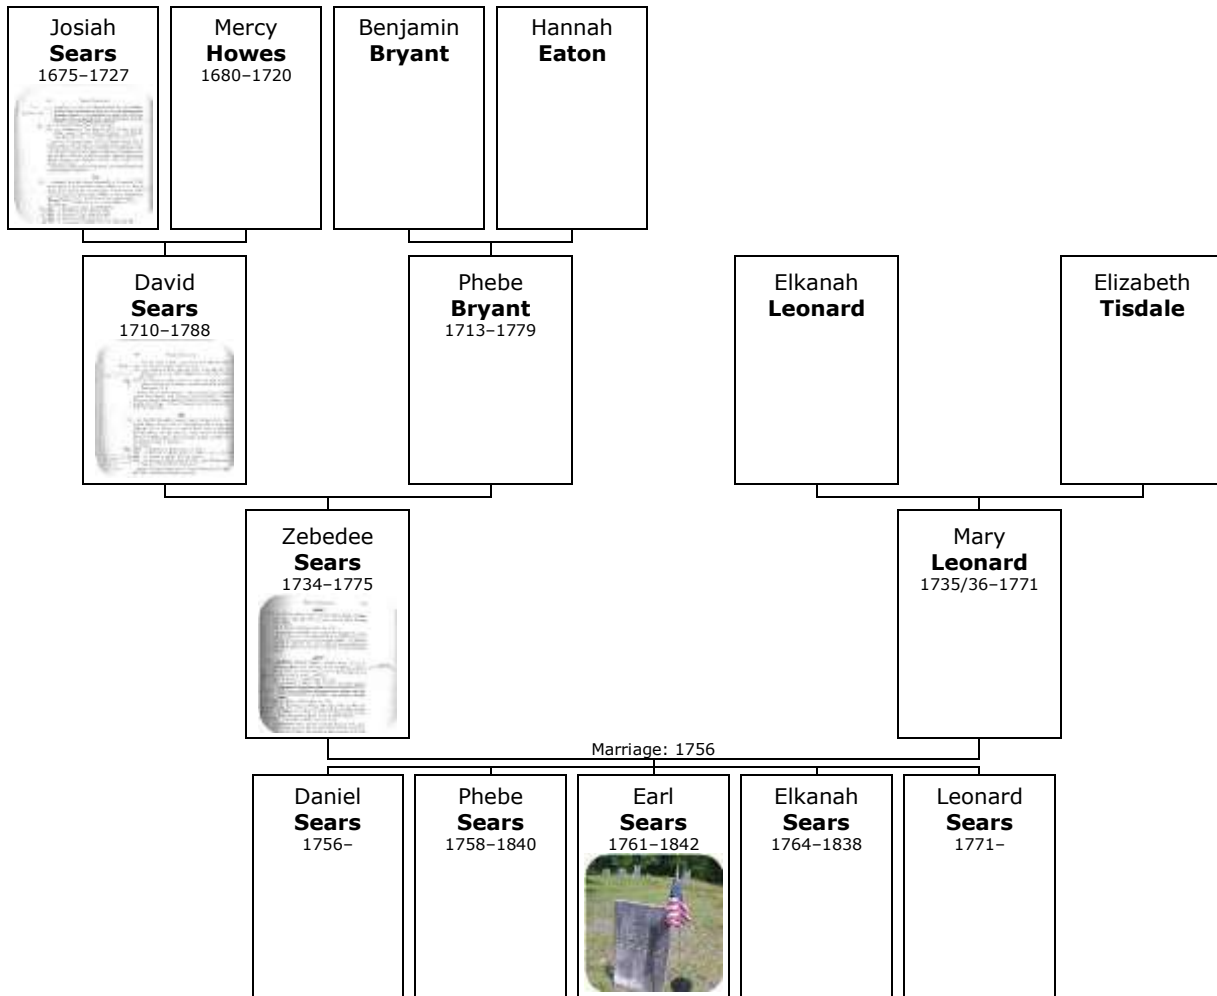 Josiah
Sears
1675–1727
Mercy
Howes
1680–1720
Benjamin
Bryant
Hannah
Eaton
David
Sears
1710–1788
Phebe
Bryant
1713–1779
Elkanah
Leonard
Elizabeth
Tisdale
Zebedee
Sears
1734–1775
Mary
Leonard
1735/36–1771
Marriage: 1756
Daniel
Sears
1756–
Phebe
Sears
1758–1840
Earl
Sears
1761–1842
Elkanah
Sears
1764–1838
Leonard
Sears
1771–